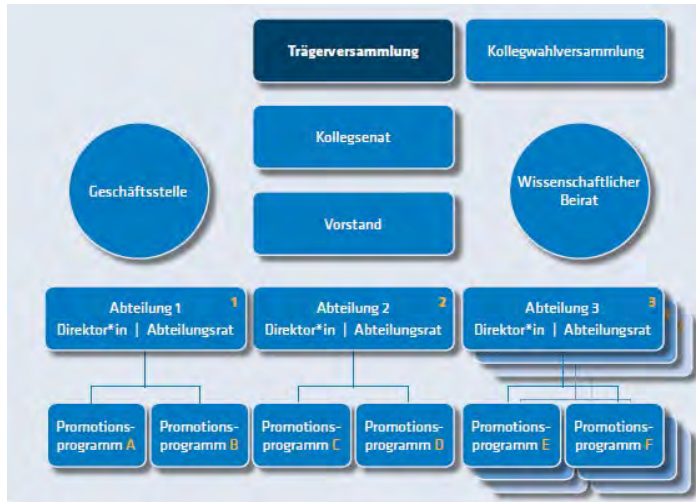 Trägerversammlung
Kollegwahlversammlung
Kollegsenat
Geschäftsstelle
Wissenschaftlicher
Beirat
Vorstand
Abteilung 1 1
Direktor*in | Abteilungsrat
Abteilung 2 2
Direktor*in | Abteilungsrat
Abteilung 3 3
Direktor*in | Abteilungsrat
Promotions-
programm A
Promotions-
programm B
Promotions-
programm C
Promotions-
programm D
Promotions-
programm E
Promotions-
programm F